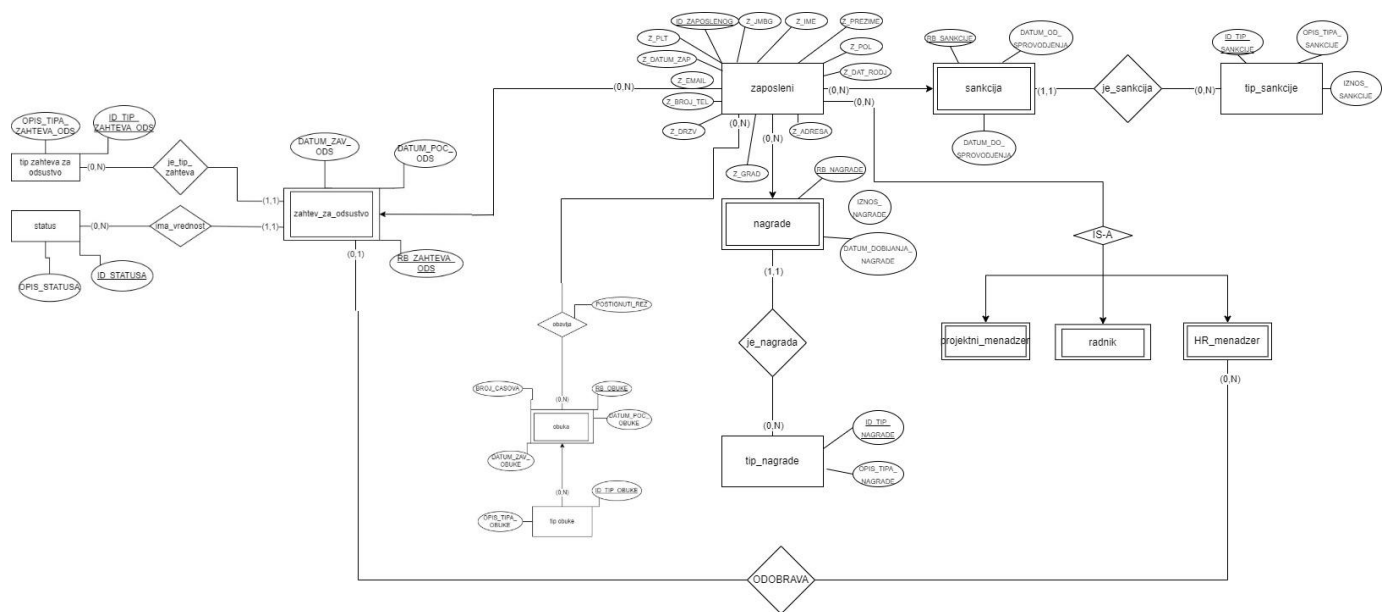 ID_ZAPOSLENOG
Z_JMBG
Z_IME
Z_PREZIME
Z_PLT
Z_POL
Z_DATUM_ZAP
Z_DAT_RODJ
Z_EMAIL
Z_BROJ_TEL
Z_DRZV
Z_GRAD
Z_ADRESA
zaposleni
(0,N)
(0,N)
(0,N)
(0,N)
(0,N)
RB_SANKCIJE
DATUM_OD_
SPROVODJENJA
sankcija
(1,1)
DATUM_DO_
SPROVODJENJA
je_sankcija
(0,N)
ID_TIP_
SANKCIJE
OPIS_TIPA_
SANKCIJE
IZNOS_
SANKCIJE
tip_sankcije
OPIS_TIPA_
ZAHTEVA_ODS
ID_TIP_
ZAHTEVA_ODS
tip zahteva za
odsustvo
(0,N)
je_tip_
zahteva
(1,1)
DATUM_ZAV_
ODS
DATUM_POC_
ODS
zahtev_za_odsustvo
RB_ZAHTEVA_
ODS
(0,1)
status
(0,N)
ima_vrednost
(1,1)
OPIS_STATUSA
ID_STATUSA
RB_NAGRADE
IZNOS_
NAGRADE
DATUM_DOBIJANJA_
NAGRADE
nagrade
(1,1)
je_nagrada
(0,N)
tip_nagrade
ID_TIP_
NAGRADE
OPIS_TIPA_
NAGRADE
IS-A
projektni_menadzer
radnik
HR_menadzer
(0,N)
POSTIGNUTI_REZ
(0,N)
BROJ_CASOVA
RB_OBUKE
DATUM_POC_
OBUKE
obuka
DATUM_ZAV_
OBUKE
(0,N)
ID_TIP_OBUKE
OPIS_TIPA_
OBUKE
tip obuke
ODOBRAVA